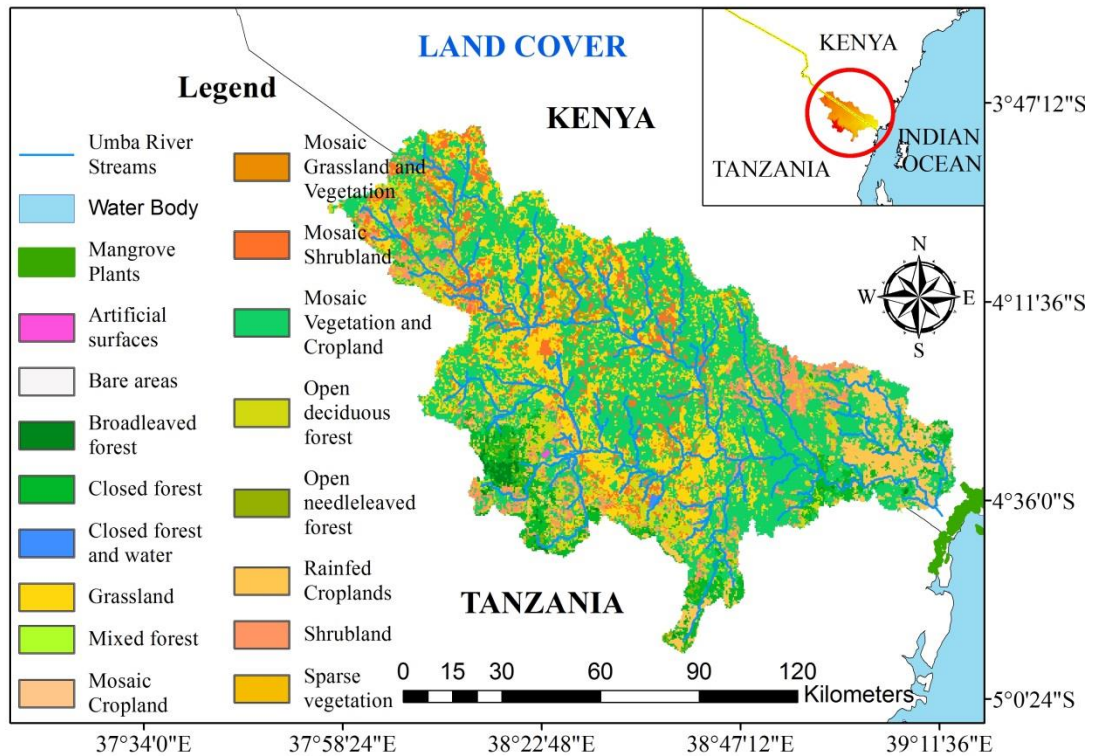 LAND COVER
KENYA
KENYA
TANZANIA
INDIAN
OCEAN
Legend
Umba River
Streams
Water Body
Mangrove
Plants
Artificial
surfaces
Bare areas
Broadleaved
forest
Closed forest
Closed forest
and water
Grassland
Mixed forest
Mosaic
Cropland
Mosaic
Grassland and
Vegetation
Mosaic
Shrubland
Mosaic
Vegetation and
Cropland
Open
deciduous
forest
Open
needleleaved
forest
Rainfed
Croplands
Shrubland
Sparse
vegetation
N
W E
S
TANZANIA
0 15 30 60 90 120
Kilometers
3°47'12"S
4°11'36"S
4°36'0"S
5°0'24"S
37°34'0"E 37°58'24"E 38°22'48"E 38°47'12"E 39°11'36"E